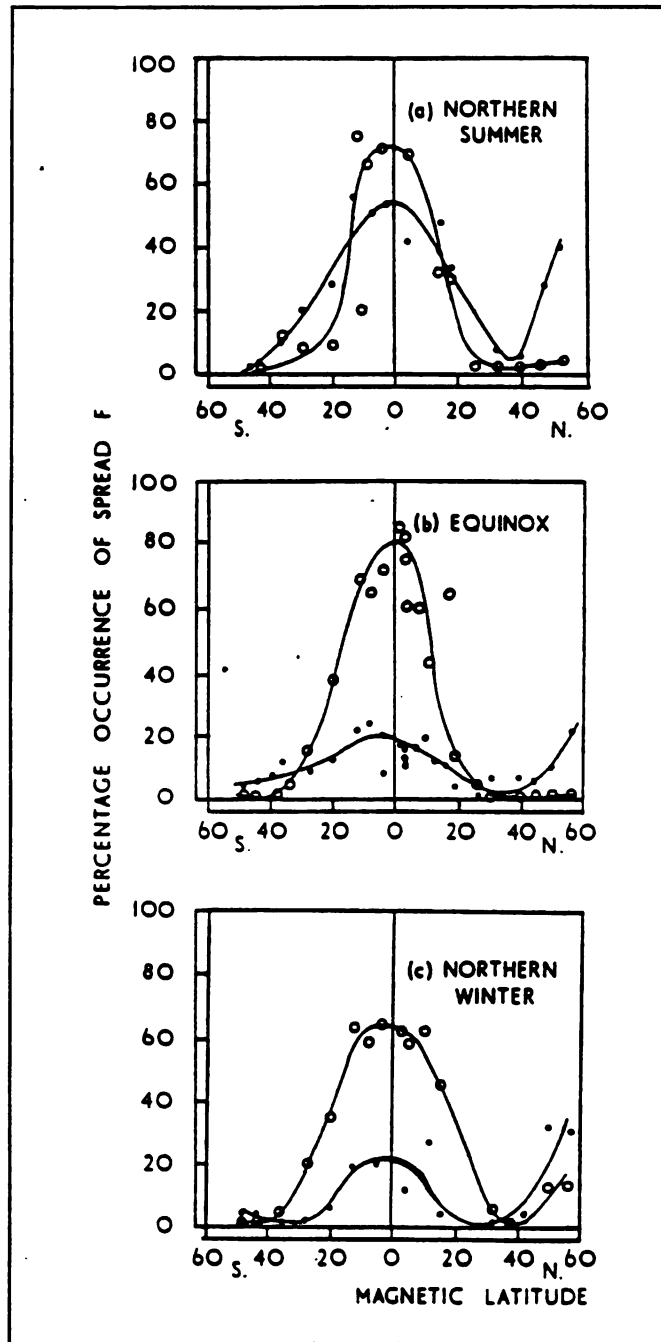 PERCENTAGE OCCURRENCE OF SPREAD F
100
80
60
40
20
0
(a) NORTHERN
SUMMER
60 40 20 0 20 40 60
S. N.
100
80
60
40
20
0
(b) EQUINOX
60 40 20 0 20 40 60
S. N.
100
80
60
40
20
0
(c) NORTHERN
WINTER
60 40 20 0 20 40 60
S. N.
MAGNETIC LATITUDE